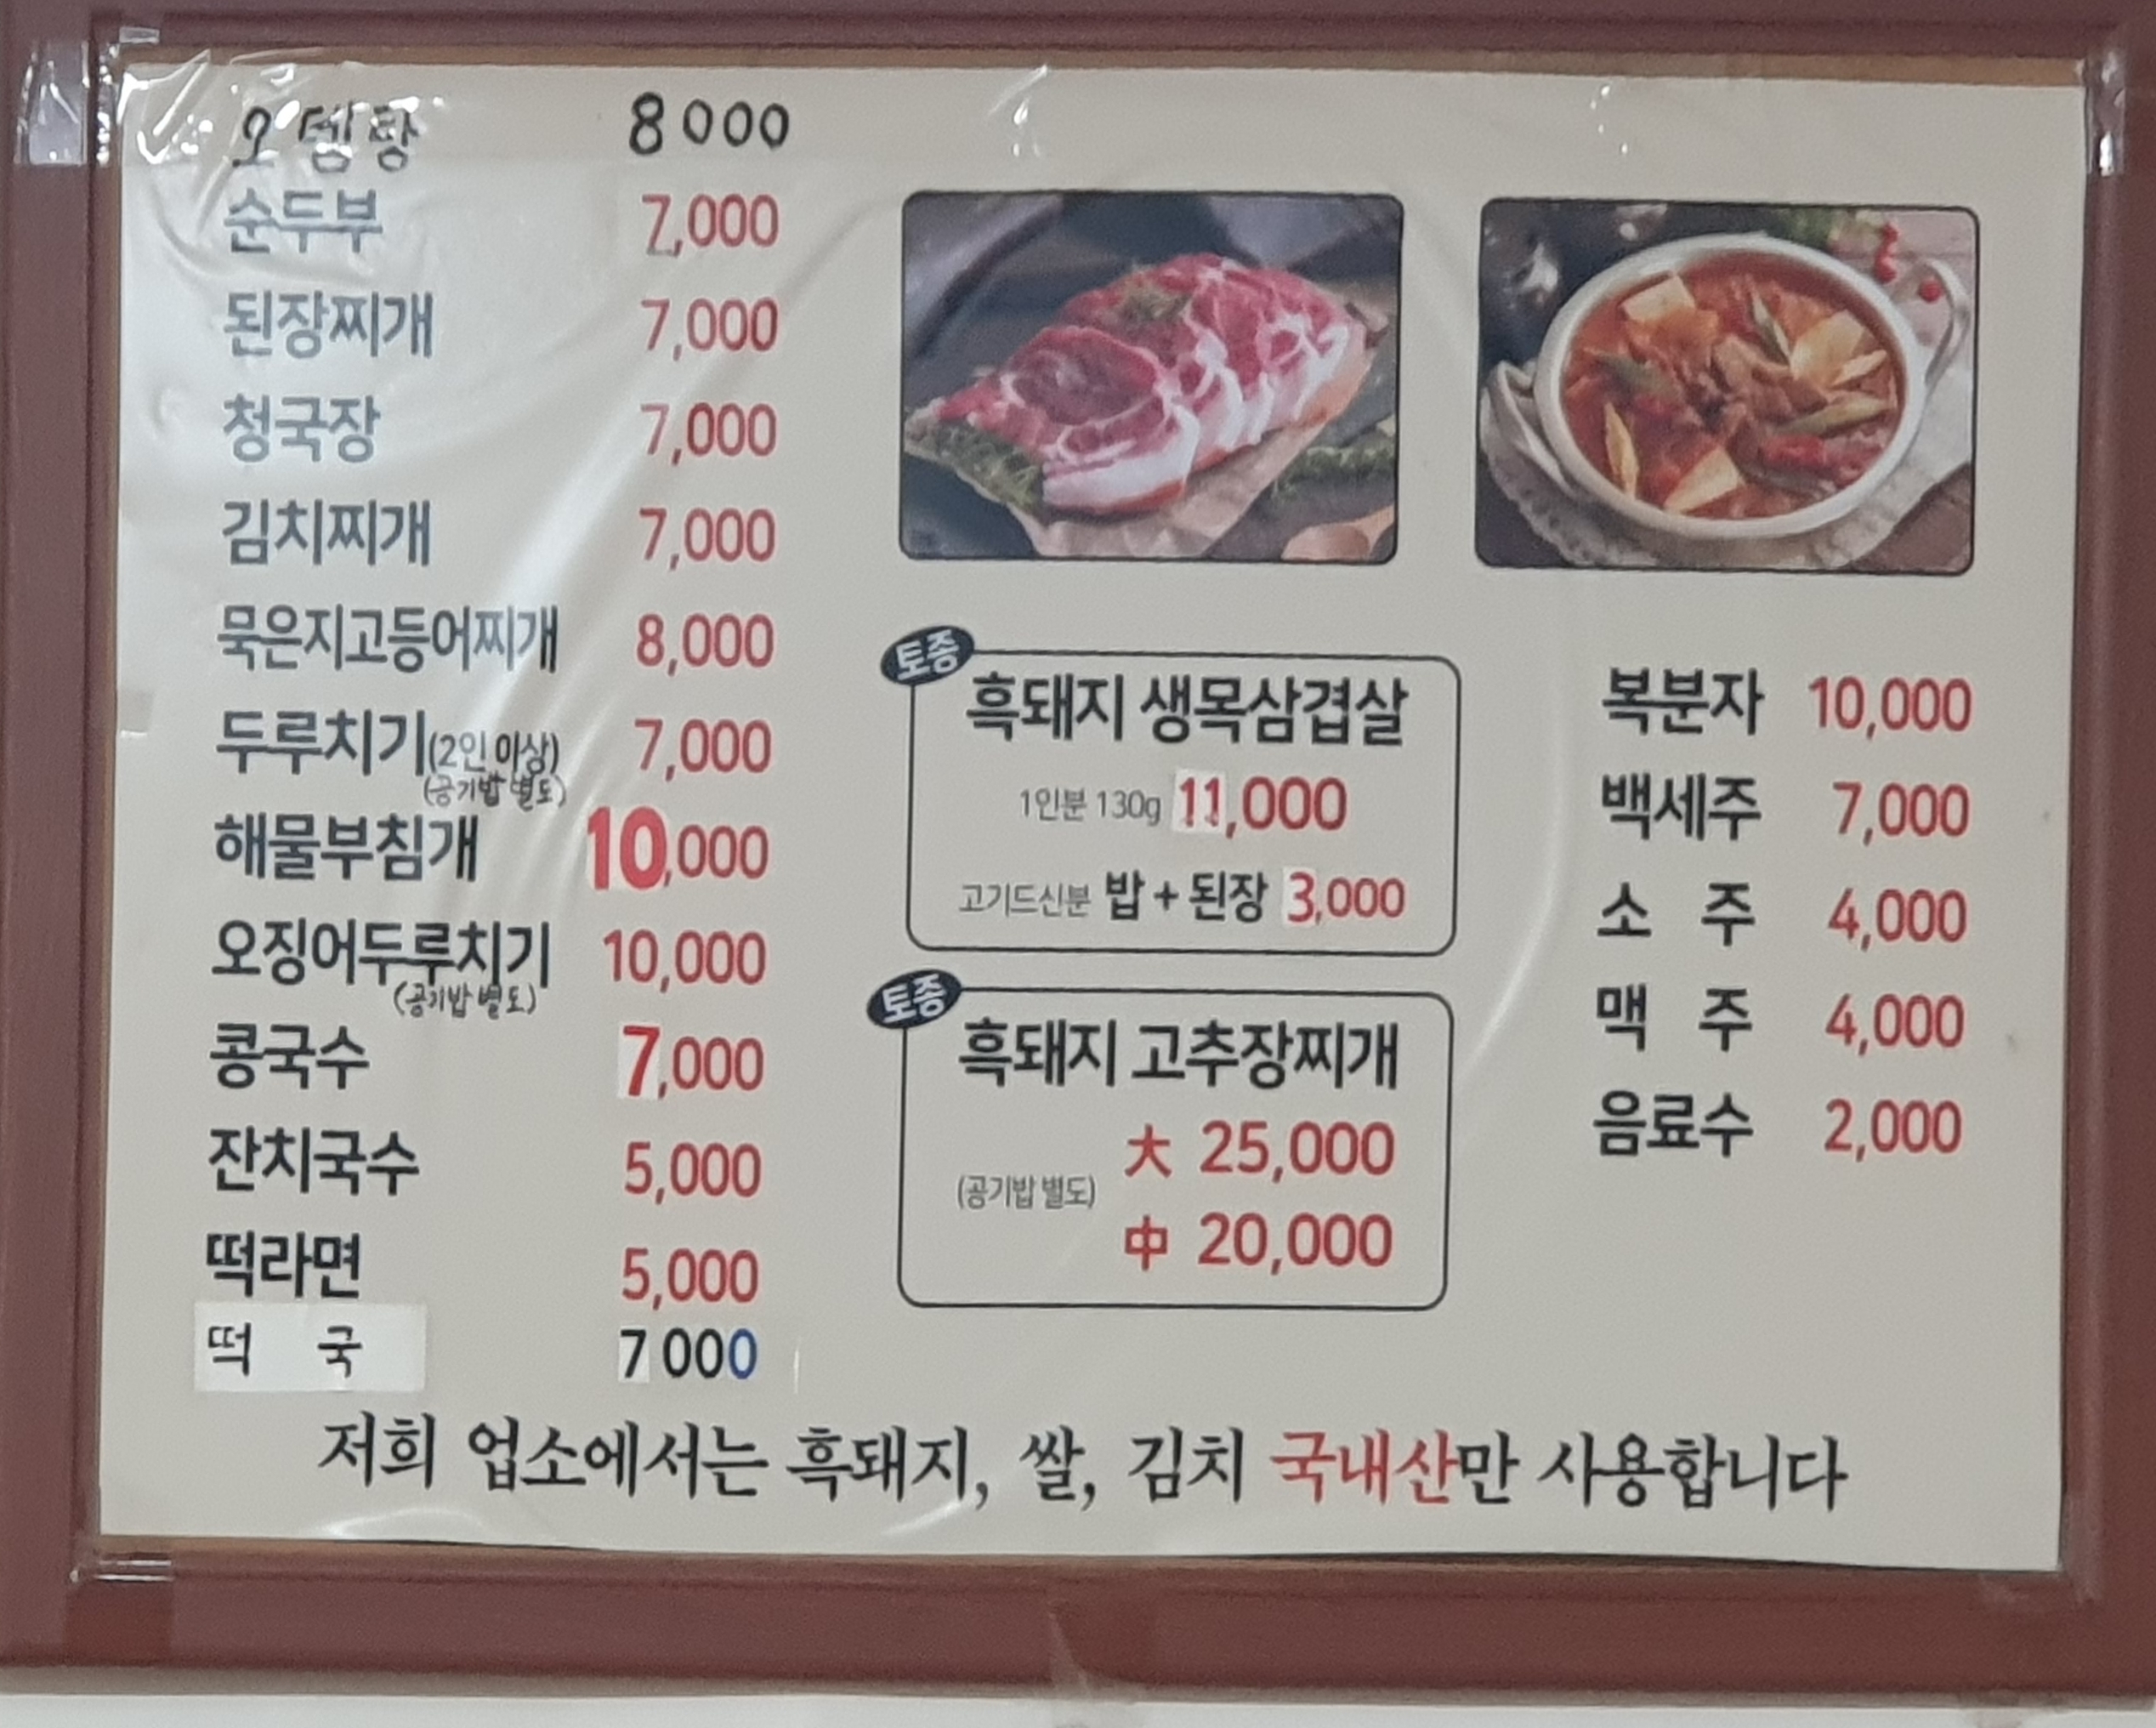 오뎅탕 8000
순두부 7,000
된장찌개 7,000
청국장 7,000
김치찌개 7,000
묵은지고등어찌개 8,000
두루치기(2인 이상) 7,000
(공기밥 별도)
해물부침개 10,000
오징어두루치기 10,000
(공기밥 별도)
콩국수 7,000
잔치국수 5,000
떡라면 5,000
떡 국 7000
토종
흑돼지 생목삼겹살
1인분 130g 11,000
고기드신분 밥 + 된장 3,000
토종
흑돼지 고추장찌개
大 25,000
(공기밥 별도)
中 20,000
복분자 10,000
백세주 7,000
소 주 4,000
맥 주 4,000
음료수 2,000
저희 업소에서는 흑돼지, 쌀, 김치 국내산만 사용합니다